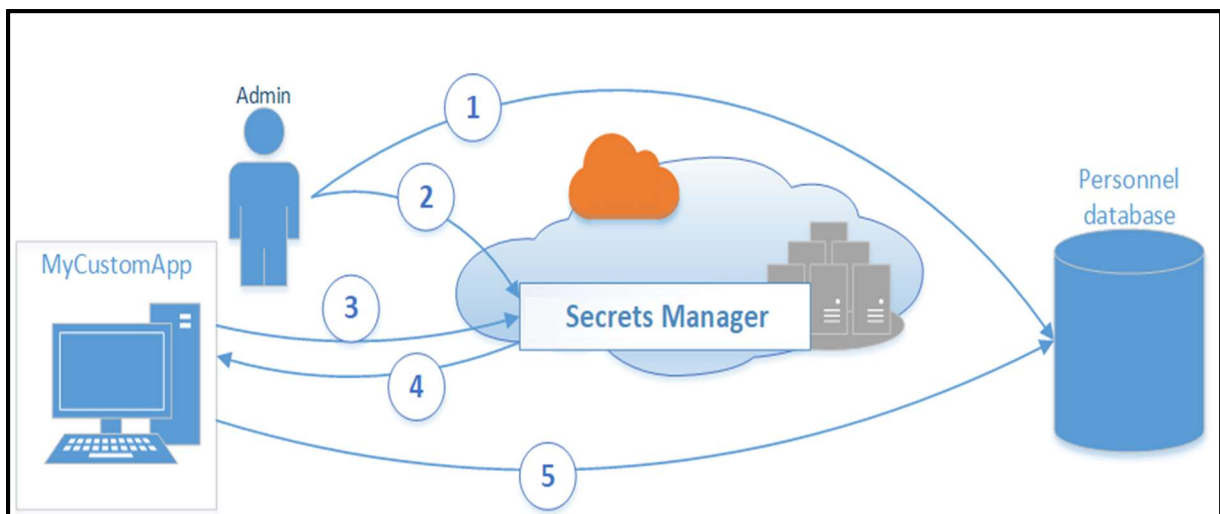 Admin
1
2
Personnel
database
MyCustomApp
3
Secrets Manager
4
5